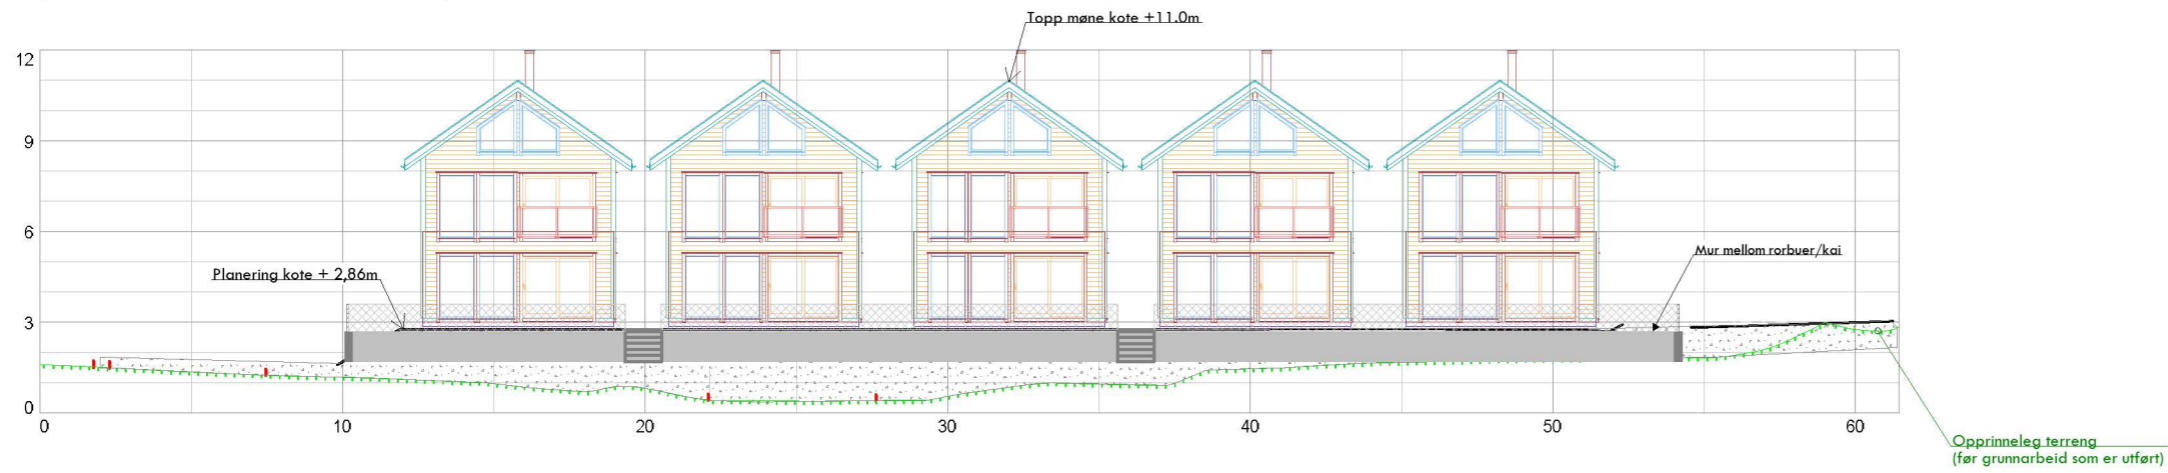 Topp møne kote +11.0m
12
9
6
3
0
Planering kote + 2,86m
Mur mellom rorbuer/kai
0 10 20 30 40 50 60
Opprinneleg terreng
(før grunnarbeid som er utført)